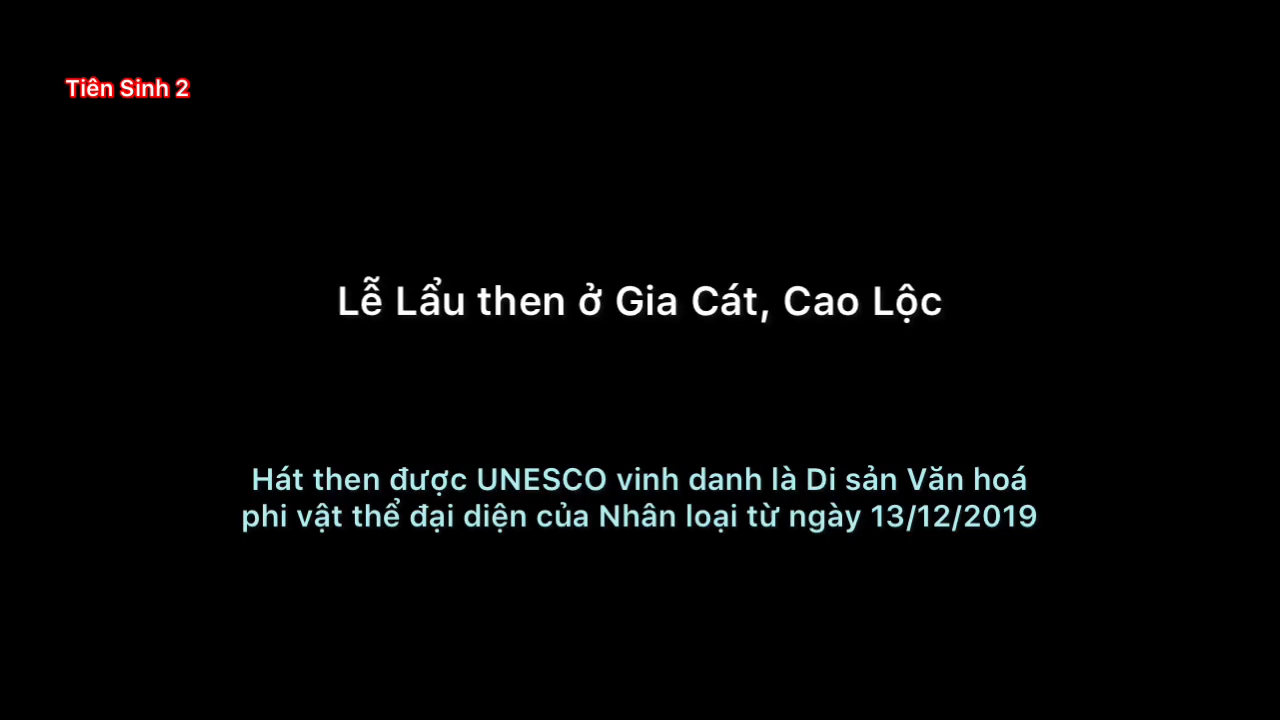 Tiên Sinh 2
Lễ Lẩu then ở Gia Cát, Cao Lộc
Hát then được UNESCO vinh danh là Di sản Văn hoá
phi vật thể đại diện của Nhân loại từ ngày 13/12/2019